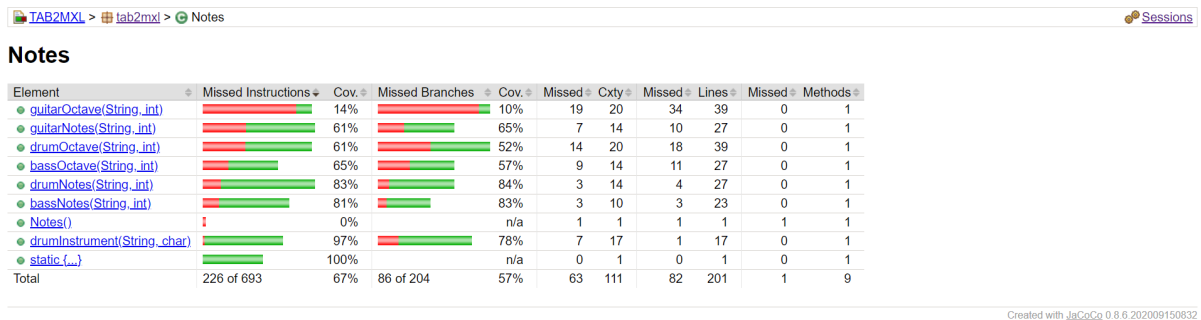 TAB2MXL > tab2mxl > Notes Sessions
Notes
Element Missed Instructions Cov. Missed Branches Cov. Missed Cxty Missed Lines Missed Methods
guitarOctave(String, int) 14% 10% 19 20 34 39 0 1
guitarNotes(String, int) 61% 65% 7 14 10 27 0 1
drumOctave(String, int) 61% 52% 14 20 18 39 0 1
bassOctave(String, int) 65% 57% 9 14 11 27 0 1
drumNotes(String, int) 83% 84% 3 14 4 27 0 1
bassNotes(String, int) 81% 83% 3 10 3 23 0 1
Notes() 0% n/a 1 1 1 1 1 1
drumInstrument(String, char) 97% 78% 7 17 1 17 0 1
static {...} 100% n/a 0 1 0 1 0 1
Total 226 of 693 67% 86 of 204 57% 63 111 82 201 1 9
Created with JaCoCo 0.8.6.202009150832